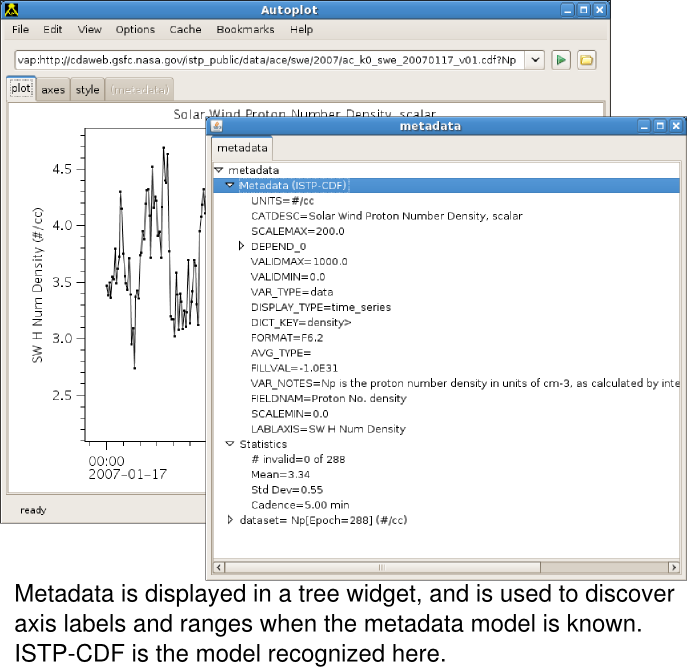 Autoplot
File Edit View Options Cache Bookmarks Help
vap:http://cdaweb.gsfc.nasa.gov/istp_public/data/ace/swe/2007/ac_k0_swe_20070117_v01.cdf?Np
plot axes style (metadata)
Solar Wind Proton Number Density, scalar
4.5
4.0
3.5
3.0
2.5
SW H Num Density (#/cc)
00:00
2007-01-17
ready
metadata
metadata
metadata
Metadata (ISTP-CDF)
UNITS=#/cc
CATDESC=Solar Wind Proton Number Density, scalar
SCALEMAX=200.0
DEPEND_0
VALIDMAX=1000.0
VALIDMIN=0.0
VAR_TYPE=data
DISPLAY_TYPE=time_series
DICT_KEY=density>
FORMAT=F6.2
AVG_TYPE=
FILLVAL=-1.0E31
VAR_NOTES=Np is the proton number density in units of cm-3, as calculated by inte
FIELDNAM=Proton No. density
SCALEMIN=0.0
LABLAXIS=SW H Num Density
Statistics
# invalid=0 of 288
Mean=3.34
Std Dev=0.55
Cadence=5.00 min
dataset= Np[Epoch=288] (#/cc)
Metadata is displayed in a tree widget, and is used to discover
axis labels and ranges when the metadata model is known.
ISTP-CDF is the model recognized here.